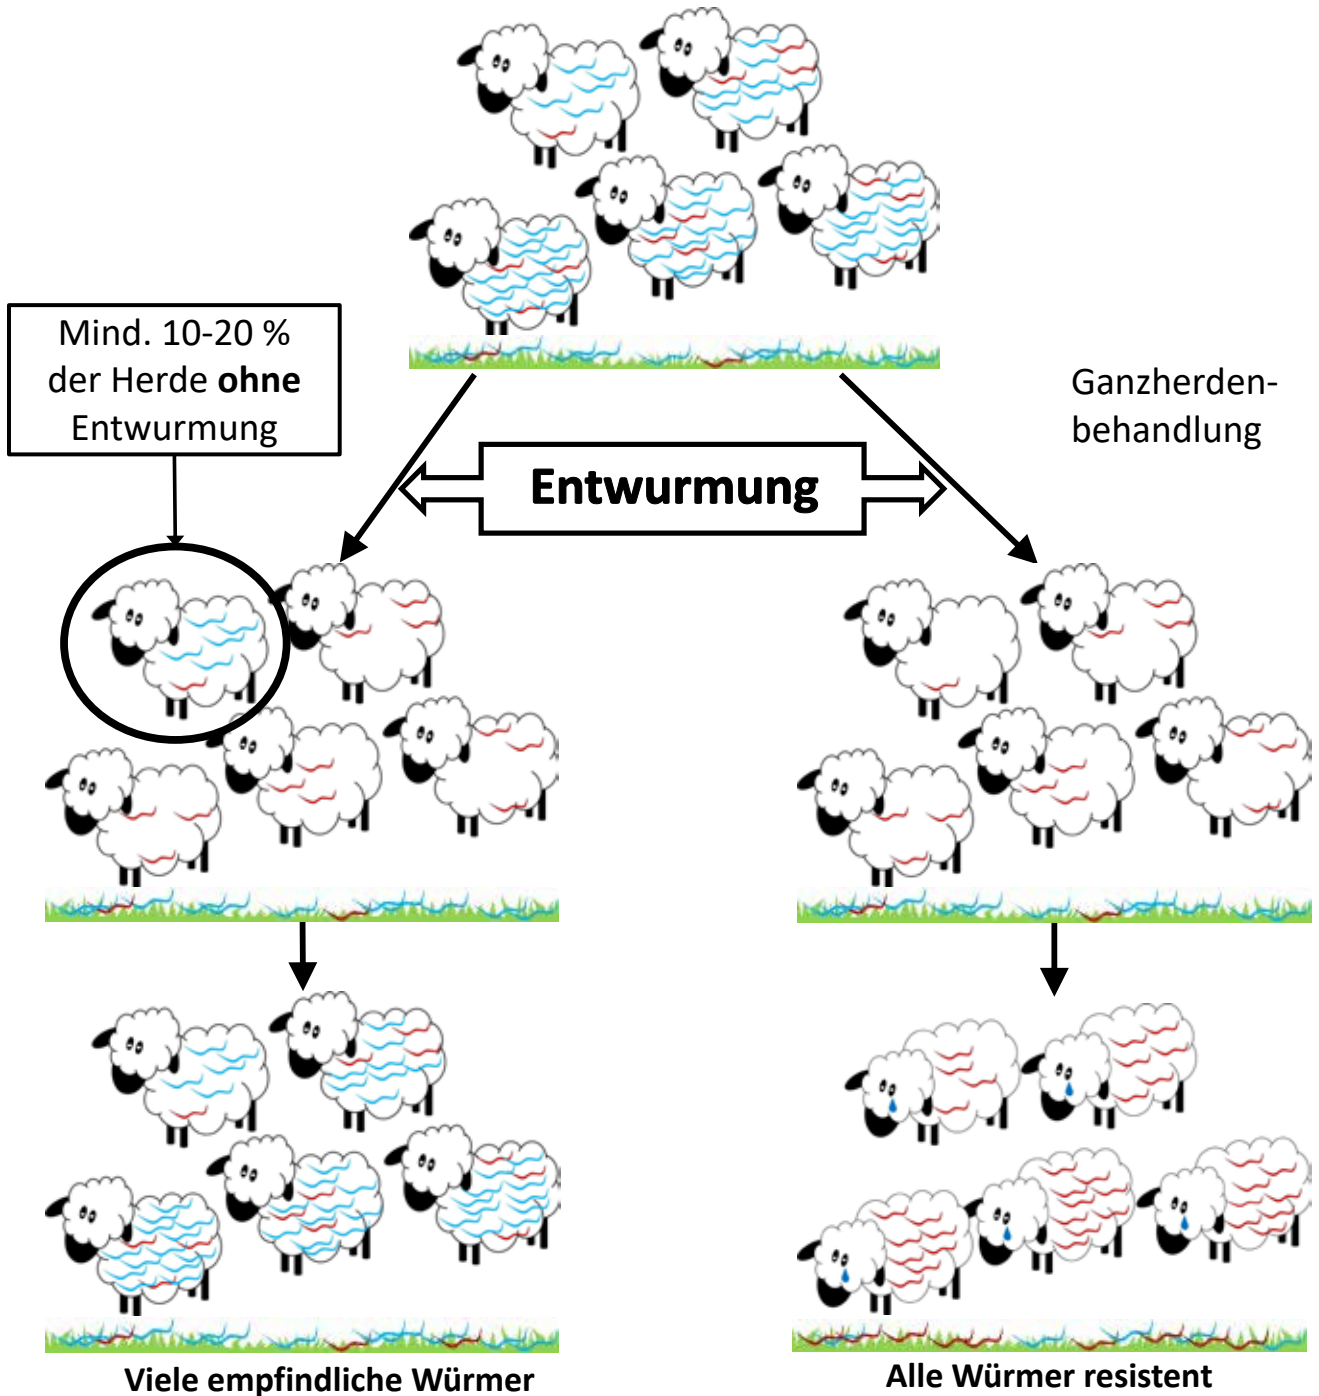 Mind. 10-20 %
der Herde ohne
Entwurmung
Ganzherden-
behandlung
Entwurmung
Viele empfindliche Würmer
Alle Würmer resistent